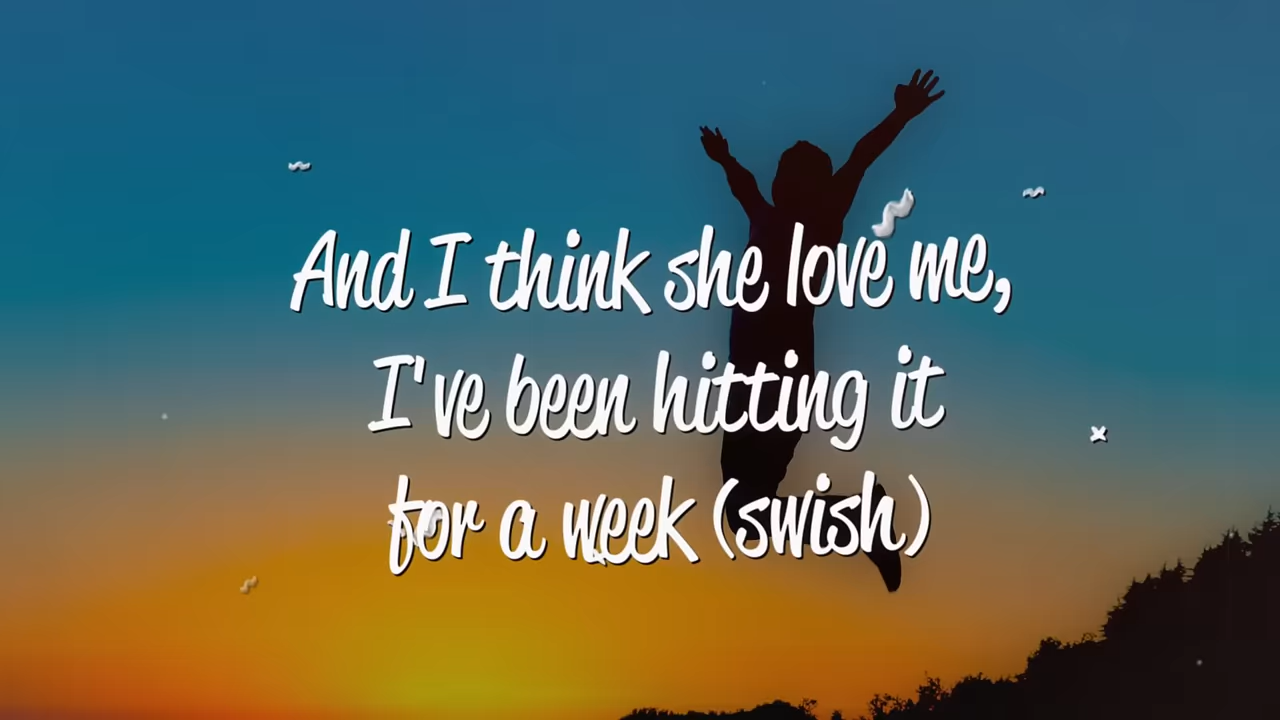 And I think she love me,
I've been hitting it
for a week (swish)